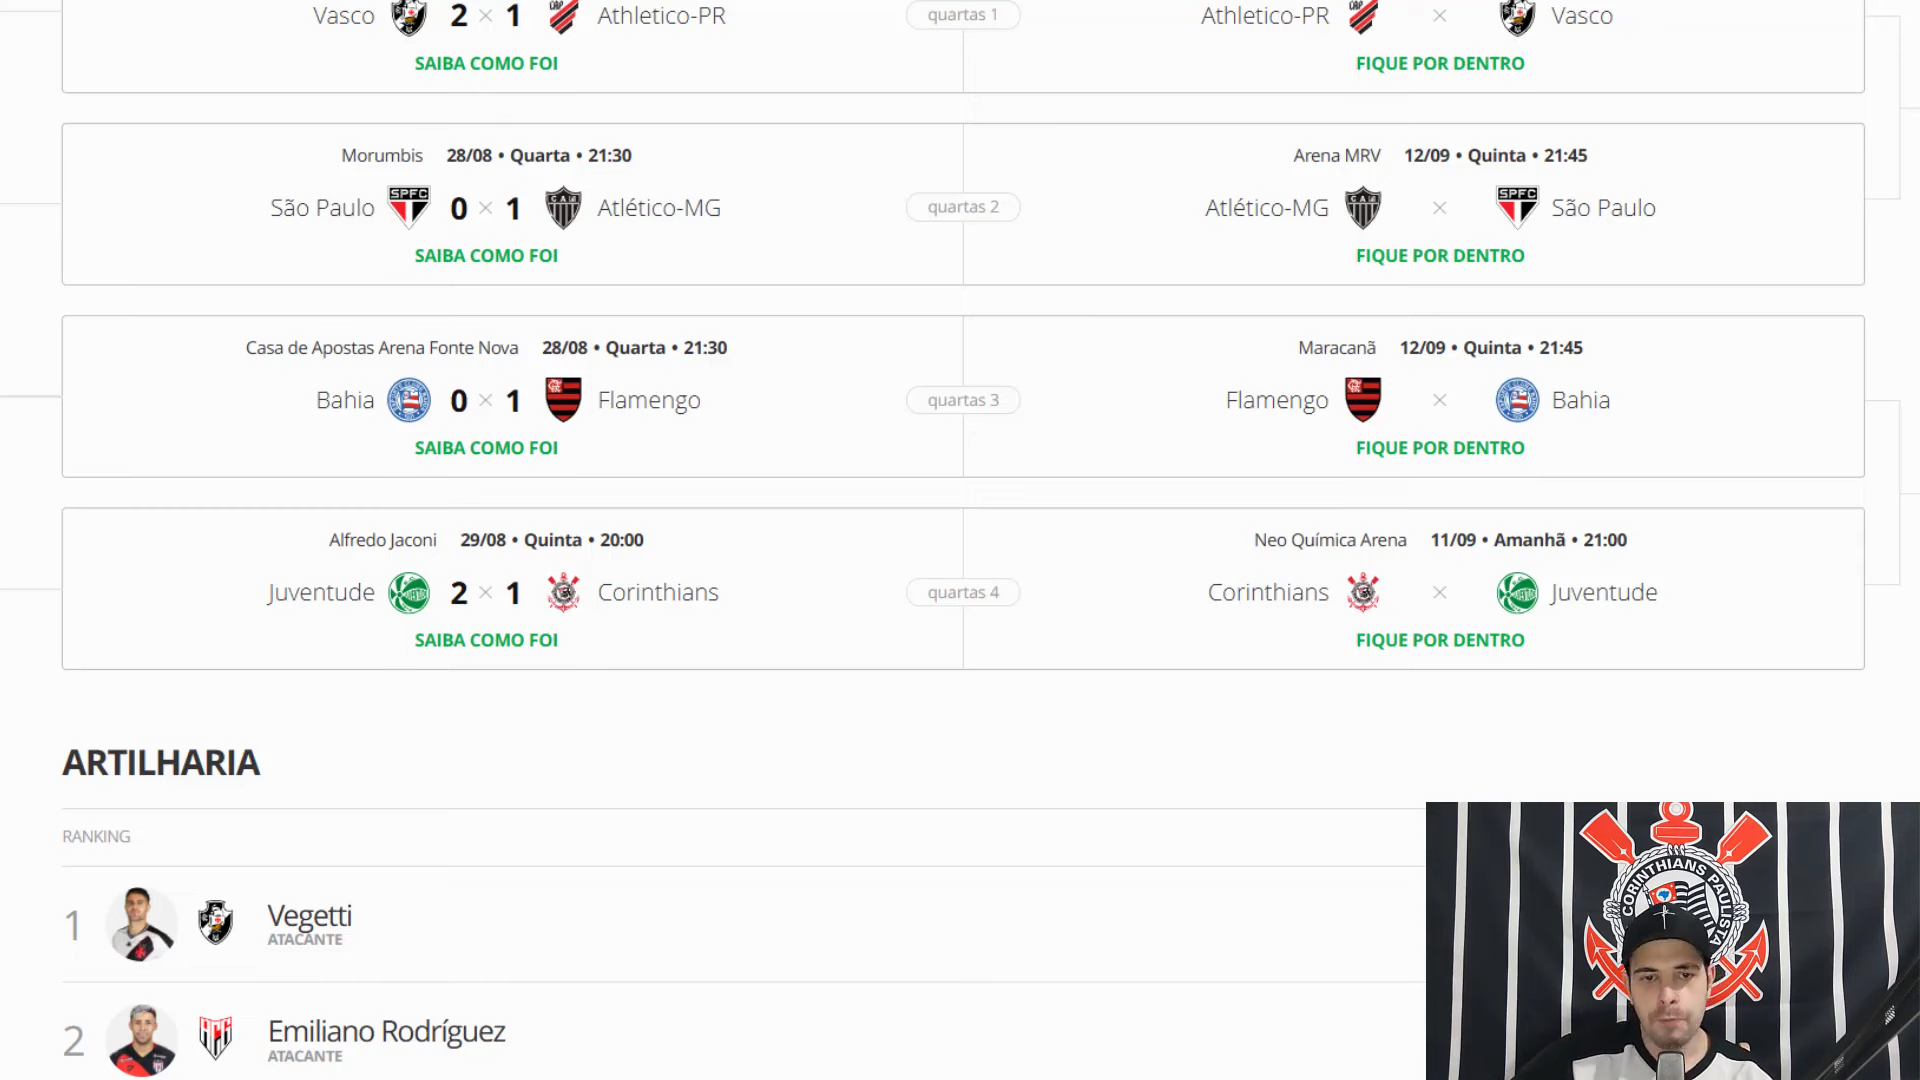 Vasco 2 × 1 Athletico-PR quartas 1 Athletico-PR × Vasco
SAIBA COMO FOI FIQUE POR DENTRO
Morumbis 28/08 • Quarta • 21:30 Arena MRV 12/09 • Quinta • 21:45
São Paulo SPFC 0 × 1 CAM Atlético-MG quartas 2 Atlético-MG CAM × SPFC São Paulo
SAIBA COMO FOI FIQUE POR DENTRO
Casa de Apostas Arena Fonte Nova 28/08 • Quarta • 21:30 Maracanã 12/09 • Quinta • 21:45
Bahia 0 × 1 Flamengo quartas 3 Flamengo × Bahia
SAIBA COMO FOI FIQUE POR DENTRO
Alfredo Jaconi 29/08 • Quinta • 20:00 Neo Química Arena 11/09 • Amanhã • 21:00
Juventude 2 × 1 Corinthians quartas 4 Corinthians × Juventude
SAIBA COMO FOI FIQUE POR DENTRO
ARTILHARIA
RANKING
1 Vegetti
ATACANTE
2 ACG Emiliano Rodríguez
ATACANTE
CORINTHIANS PAULISTA